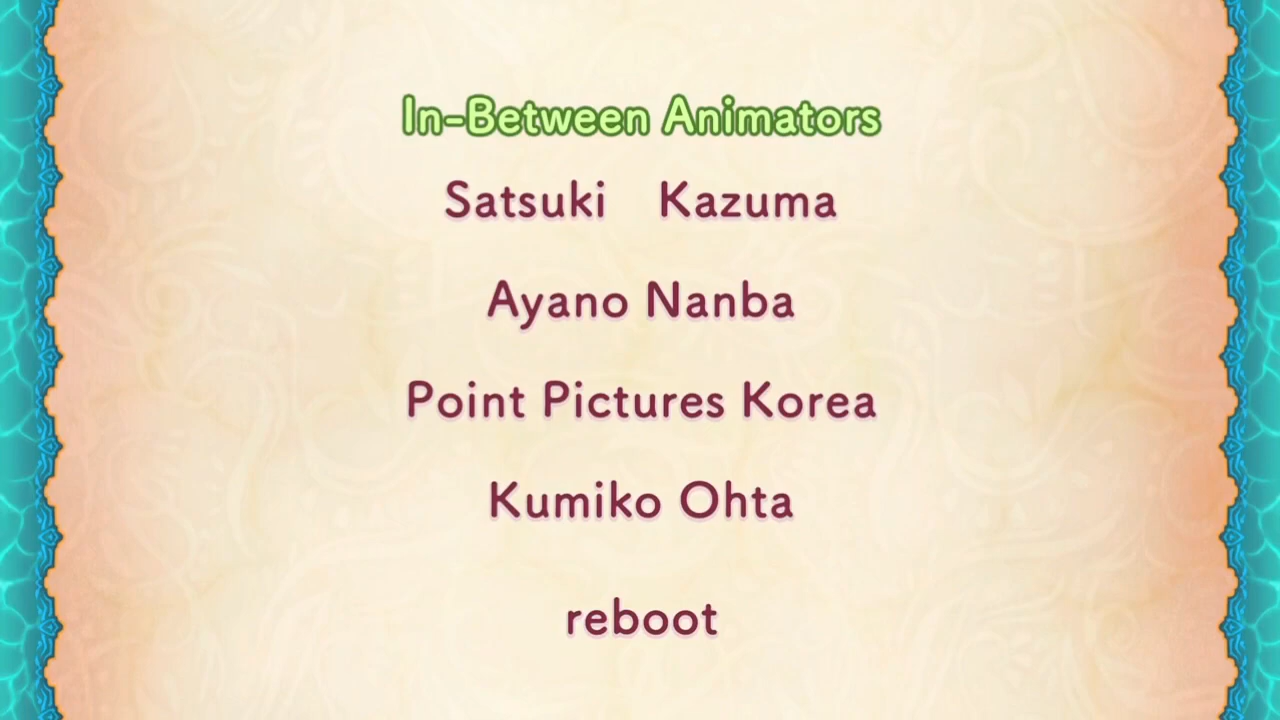 In-Between Animators
Satsuki Kazuma
Ayano Nanba
Point Pictures Korea
Kumiko Ohta
reboot